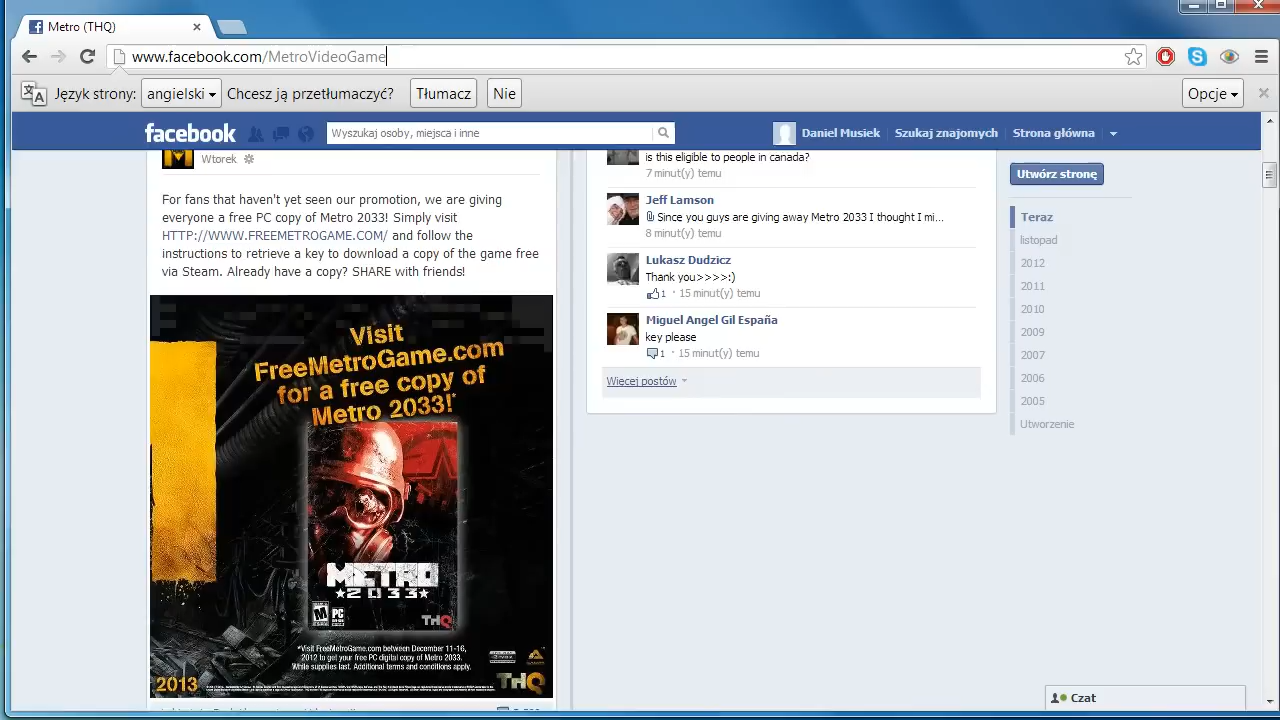 Metro (THQ)
www.facebook.com/MetroVideoGame
Język strony: angielski Chcesz ją przetłumaczyć? Tłumacz Nie Opcje
facebook Wyszukaj osoby, miejsca i inne Daniel Musiek Szukaj znajomych Strona główna
Wtorek
For fans that haven't yet seen our promotion, we are giving
everyone a free PC copy of Metro 2033! Simply visit
HTTP://WWW.FREEMETROGAME.COM/ and follow the
instructions to retrieve a key to download a copy of the game free
via Steam. Already have a copy? SHARE with friends!
Visit
FreeMetroGame.com
for a free copy of
Metro 2033!*
METRO
2033
M PC
THQ
*Visit FreeMetroGame.com between December 11-16,
2012 to get your free PC digital copy of Metro 2033.
While supplies last. Additional terms and conditions apply.
2013
THQ
is this eligible to people in canada?
7 minut(y) temu
Jeff Lamson
Since you guys are giving away Metro 2033 I thought I mi...
8 minut(y) temu
Lukasz Dudzicz
Thank you>>>>:)
1 · 15 minut(y) temu
Miguel Angel Gil España
key please
1 · 15 minut(y) temu
Więcej postów
Utwórz stronę
Teraz
listopad
2012
2011
2010
2009
2007
2006
2005
Utworzenie
Czat